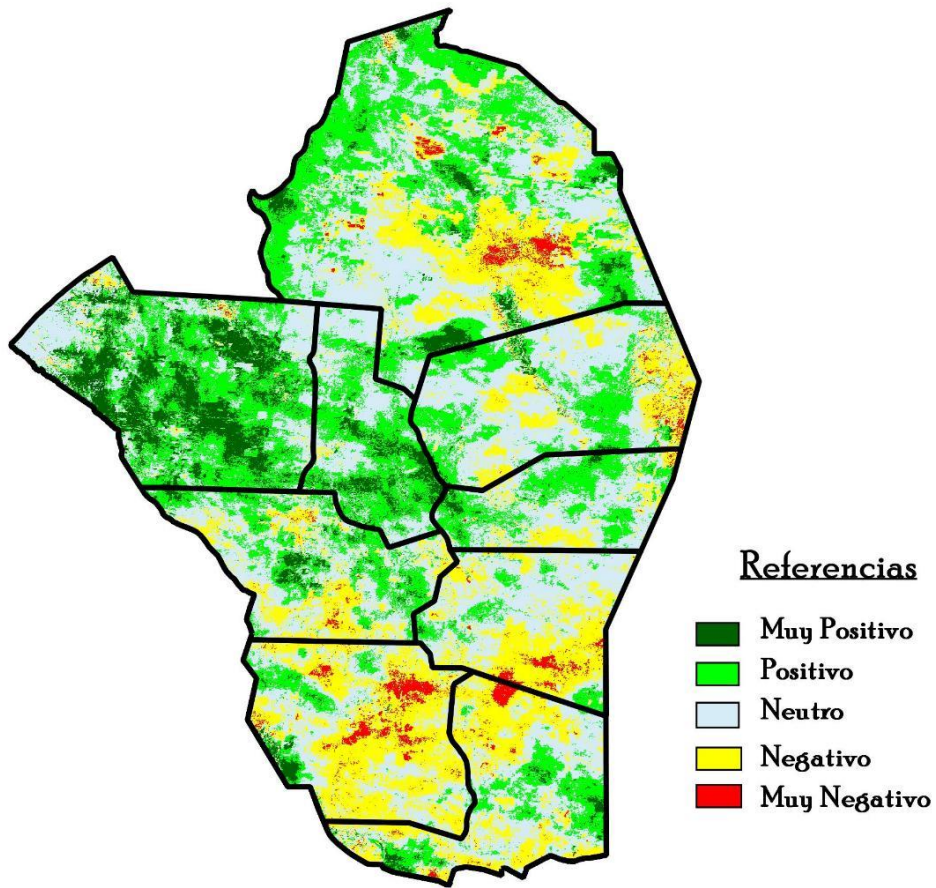 Referencias
Muy Positivo
Positivo
Neutro
Negativo
Muy Negativo